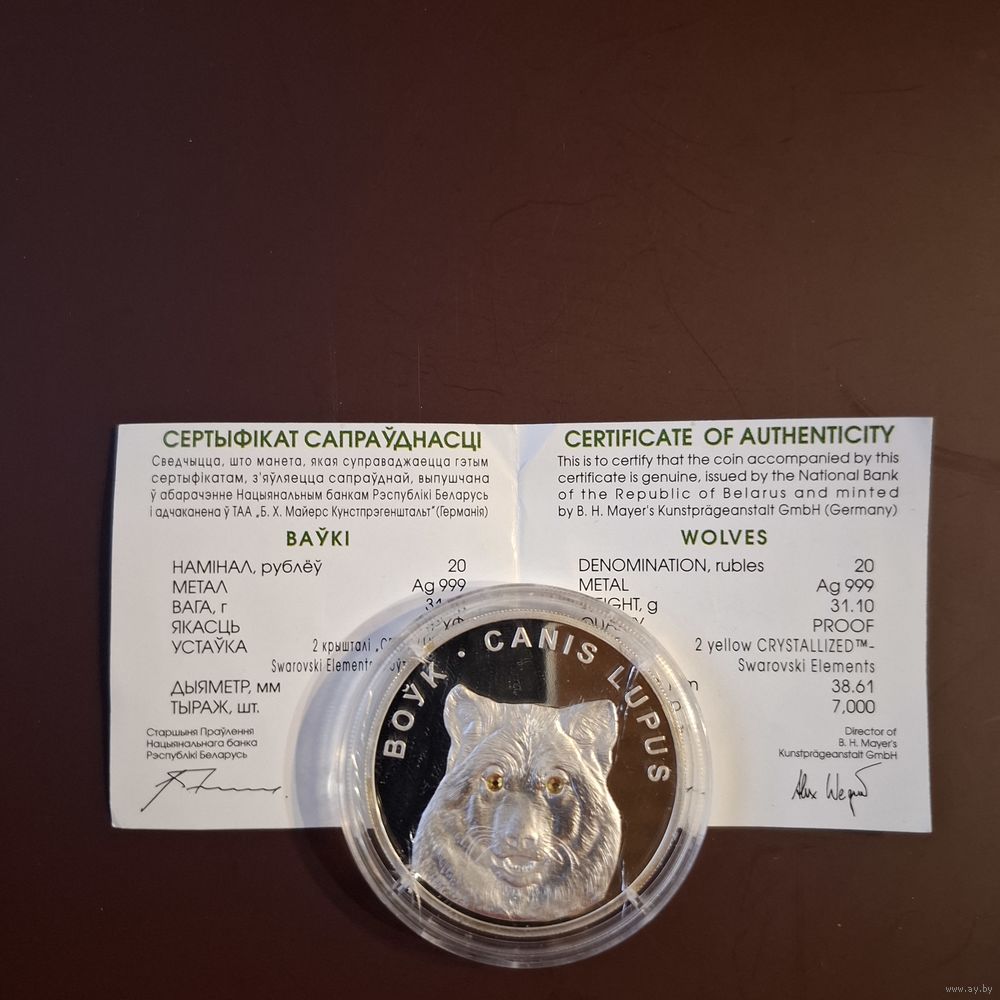 СЕРТЫФІКАТ САПРАЎДНАСЦІ
Сведчыцца, што манета, якая суправаджаецца гэтым
сертыфікатам, з'яўляецца сапраўднай, выпушчана
ў абарачэнне Нацыянальным банкам Рэспублікі Беларусь
і адчаканена ў ТАА „Б. Х. Майерс Кунстпрэгенштальт" (Германія)
ВАЎКІ
НАМІНАЛ, рублёў 20
МЕТАЛ Ag 999
ВАГА, г
ЯКАСЦЬ
УСТАЎКА 2 крышталі
Swarovski
ДЫЯМЕТР, мм
ТЫРАЖ, шт.
Старшыня Праўлення
Нацыянальнага банка
Рэспублікі Беларусь
CERTIFICATE OF AUTHENTICITY
This is to certify that the coin accompanied by this
certificate is genuine, issued by the National Bank
of the Republic of Belarus and minted
by B. H. Mayer's Kunstprägeanstalt GmbH (Germany)
WOLVES
DENOMINATION, rubles 20
METAL Ag 999
g 31.10
PROOF
2 yellow CRYSTALLIZED™-
Swarovski Elements
38.61
7,000
Director of
B. H. Mayer's
Kunstprägeanstalt GmbH
ВОЎК · CANIS LUPUS
www.ay.by